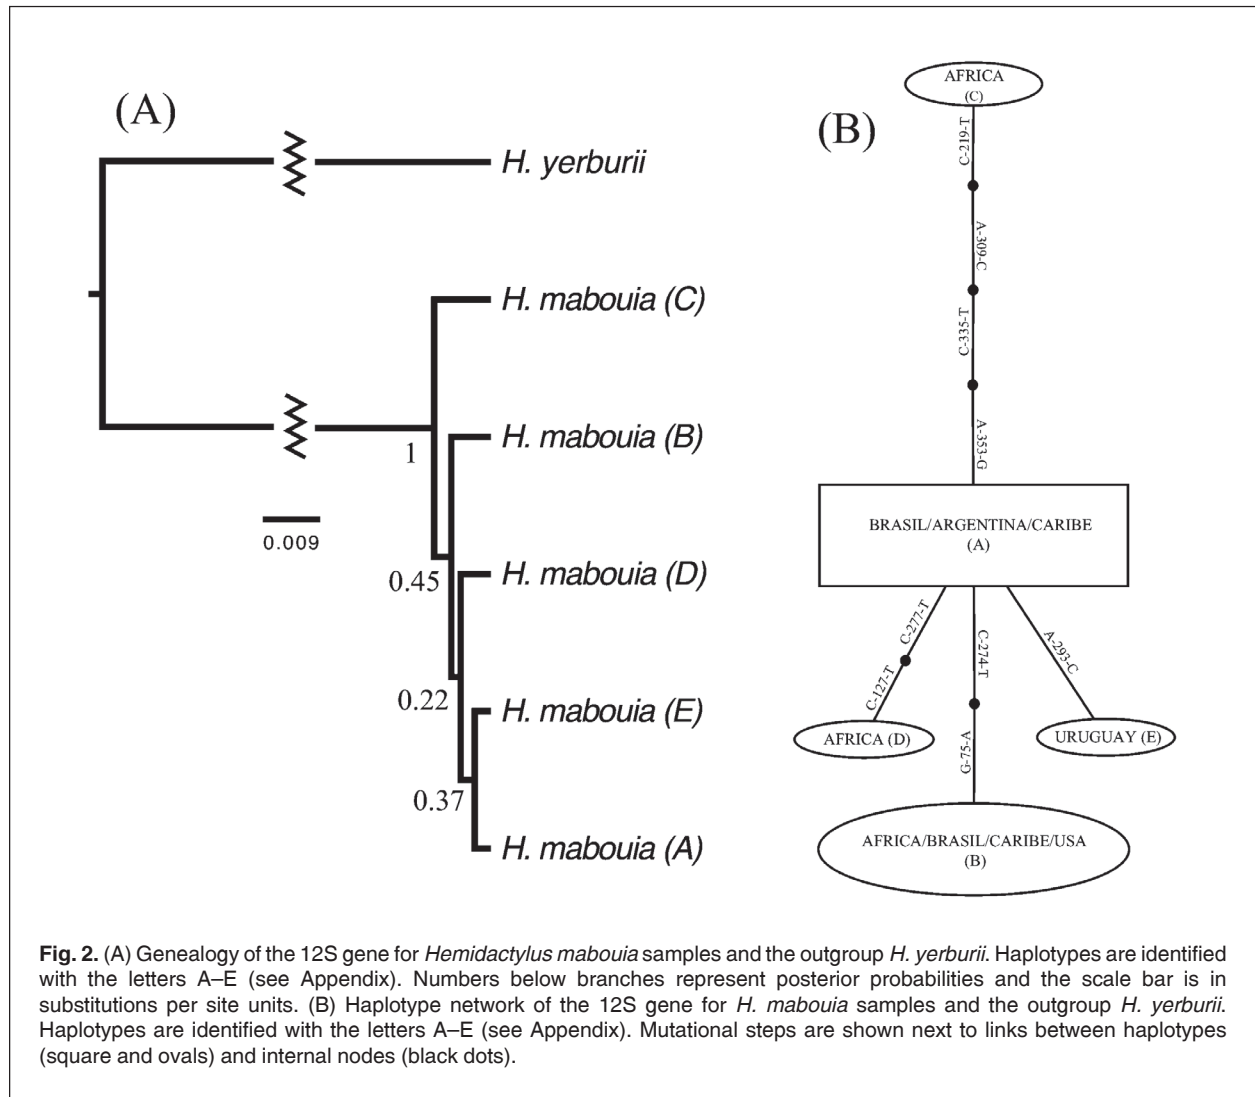 (A)
H. yerburii
H. mabouia (C)
H. mabouia (B)
H. mabouia (D)
H. mabouia (E)
H. mabouia (A)
1
0.45
0.22
0.37
0.009
(B)
AFRICA
(C)
C-219-T
A-309-C
C-335-T
A-353-G
BRASIL/ARGENTINA/CARIBE
(A)
C-277-T
C-127-T
C-274-T
G-75-A
A-293-C
AFRICA (D)
URUGUAY (E)
AFRICA/BRASIL/CARIBE/USA
(B)
Fig. 2. (A) Genealogy of the 12S gene for Hemidactylus mabouia samples and the outgroup H. yerburii. Haplotypes are identified
with the letters A–E (see Appendix). Numbers below branches represent posterior probabilities and the scale bar is in
substitutions per site units. (B) Haplotype network of the 12S gene for H. mabouia samples and the outgroup H. yerburii.
Haplotypes are identified with the letters A–E (see Appendix). Mutational steps are shown next to links between haplotypes
(square and ovals) and internal nodes (black dots).